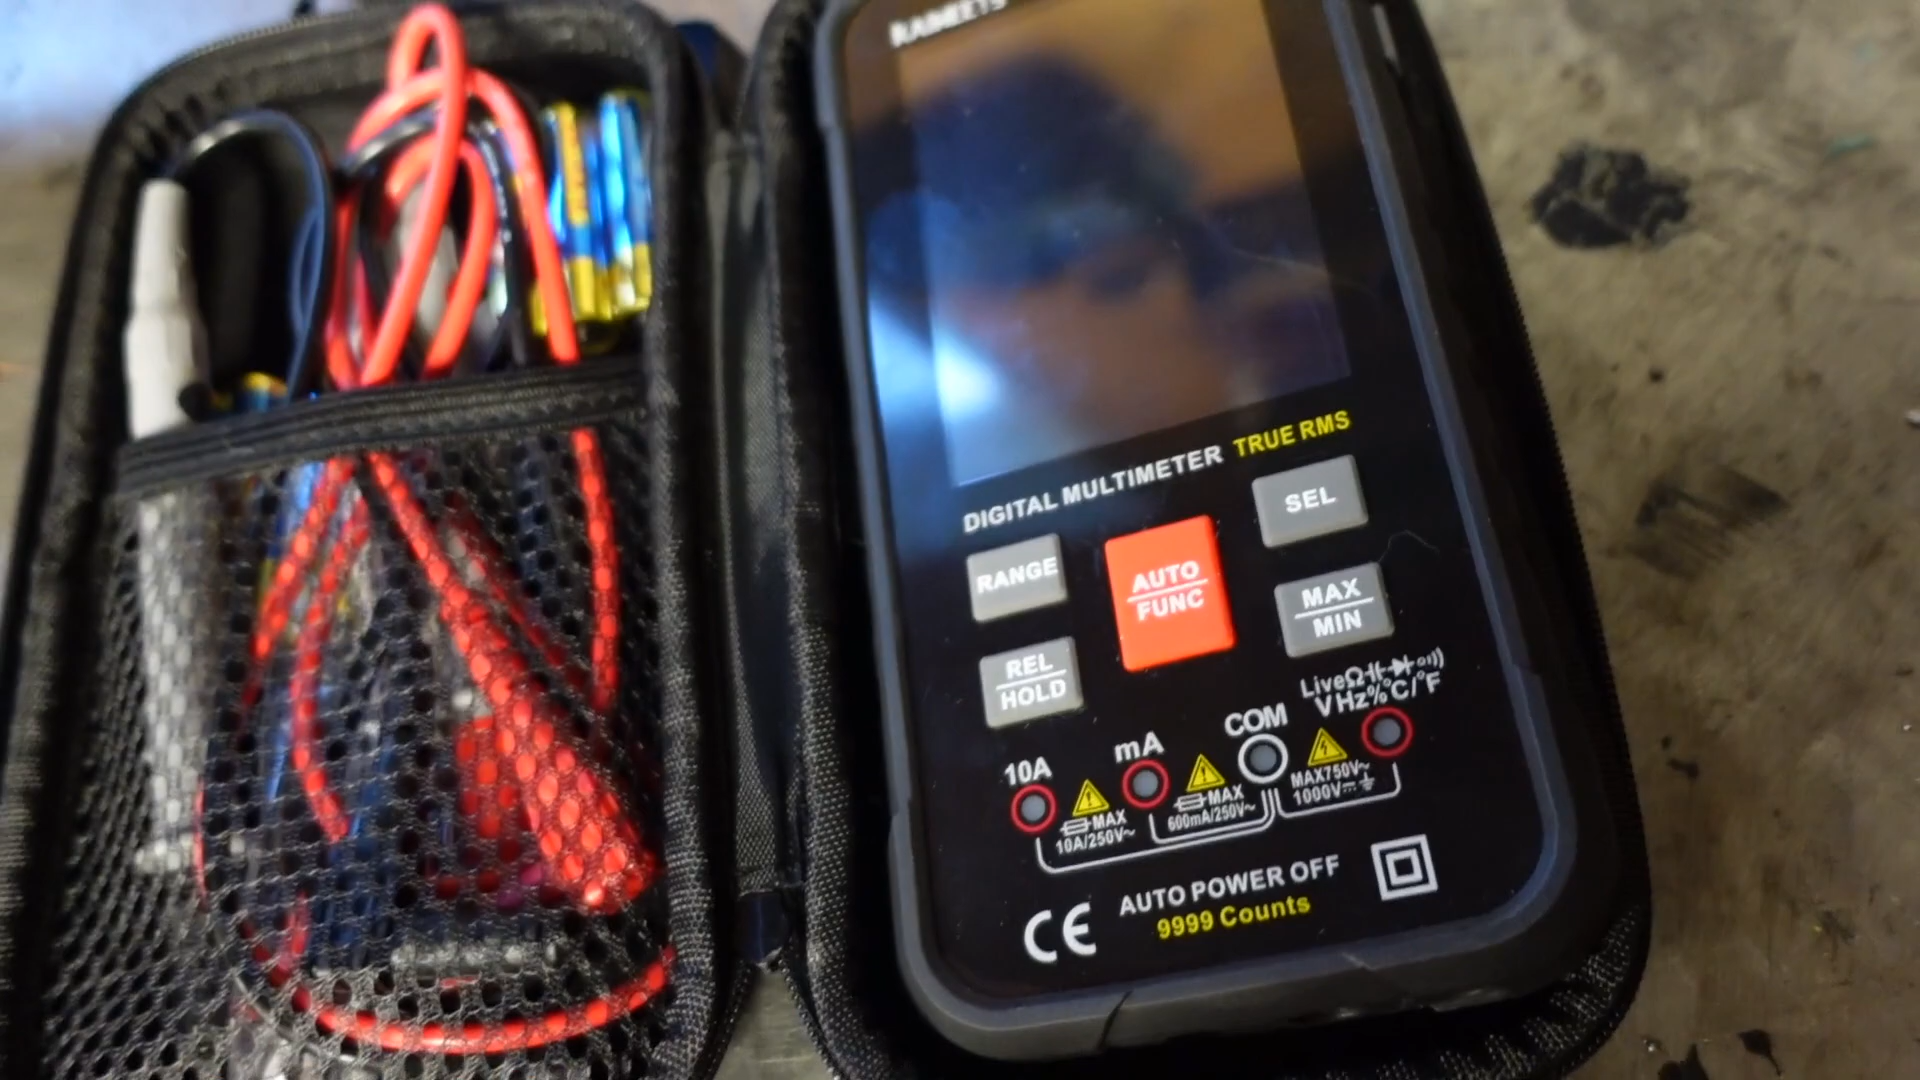 DIGITAL MULTIMETER TRUE RMS
RANGE
AUTO
FUNC
SEL
REL
HOLD
MAX
MIN
10A
mA
COM
LiveΩ
VHz%°C/°F
MAX
10A/250V~
MAX
600mA/250V~
MAX750V~
1000V
AUTO POWER OFF
9999 Counts
CE